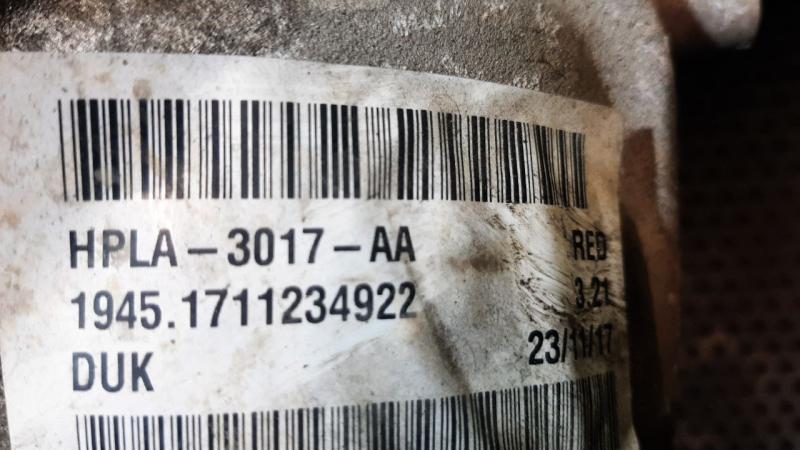 HPLA-3017-AA RED
1945.1711234922 3.21
DUK 23/11/17